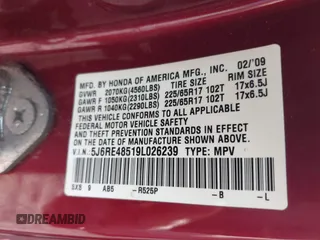 MFD. BY HONDA OF AMERICA MFG., INC. 02/'09
GVWR 2070KG(4560LBS) TIRE SIZE RIM SIZE
GAWR F 1050KG(2310LBS) 225/65R17 102T 17x6.5J
GAWR R 1040KG(2290LBS) 225/65R17 102T 17x6.5J
THIS VEHICLE CONFORMS TO ALL APPLICABLE
FEDERAL MOTOR VEHICLE SAFETY AND THEFT
PREVENTION STANDARDS IN EFFECT ON THE DATE
OF MANUFACTURE SHOWN ABOVE.
V.I.N. 5J6RE48519L026239 TYPE: MPV
SXS 9 AB5 -R525P -B -L
© DREAMBID